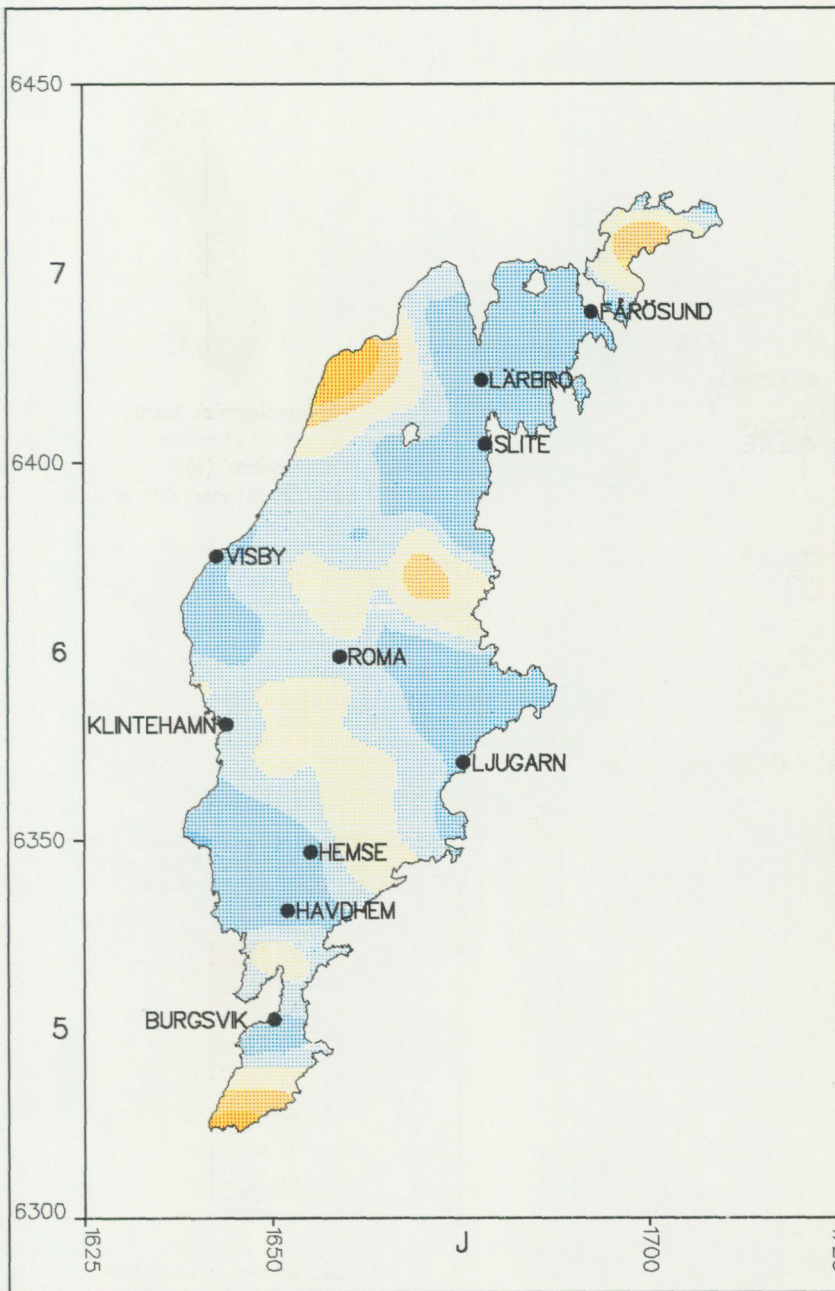 6450
7
FÅRÖSUND
LÄRBRO
SLITE
6400
VISBY
6
ROMA
KLINTEHAMN
LJUGARN
6350
HEMSE
HAVDHEM
BURGSVIK
5
6300
1625
1650
J
1700